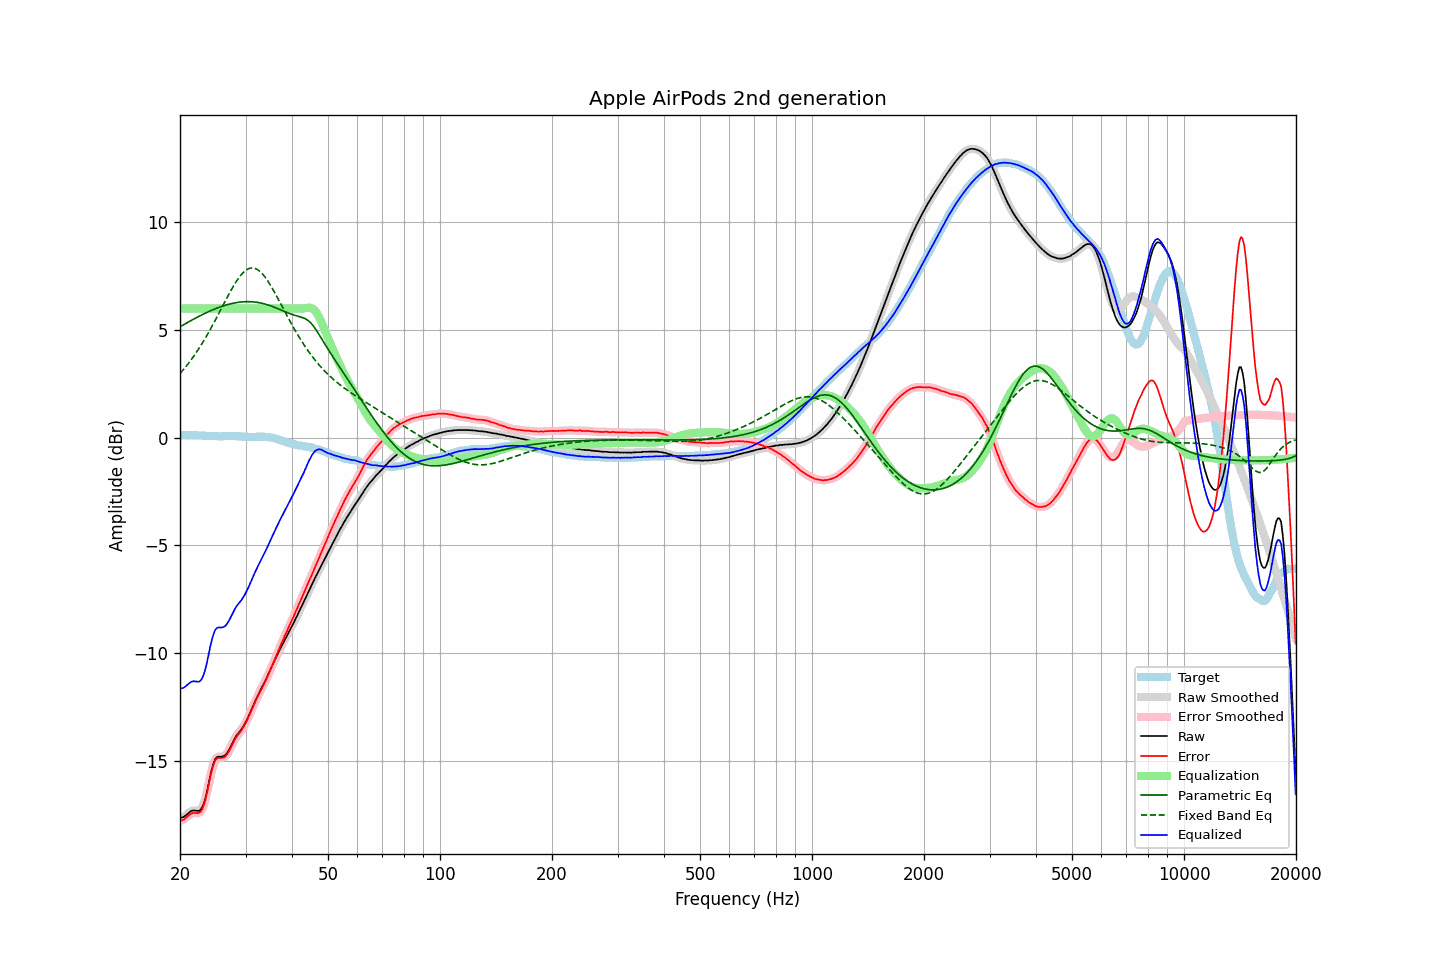 Apple AirPods 2nd generation
Amplitude (dBr)
10
5
0
−5
−10
−15
20
50
100
200
500
1000
2000
5000
10000
20000
Frequency (Hz)
Target
Raw Smoothed
Error Smoothed
Raw
Error
Equalization
Parametric Eq
Fixed Band Eq
Equalized